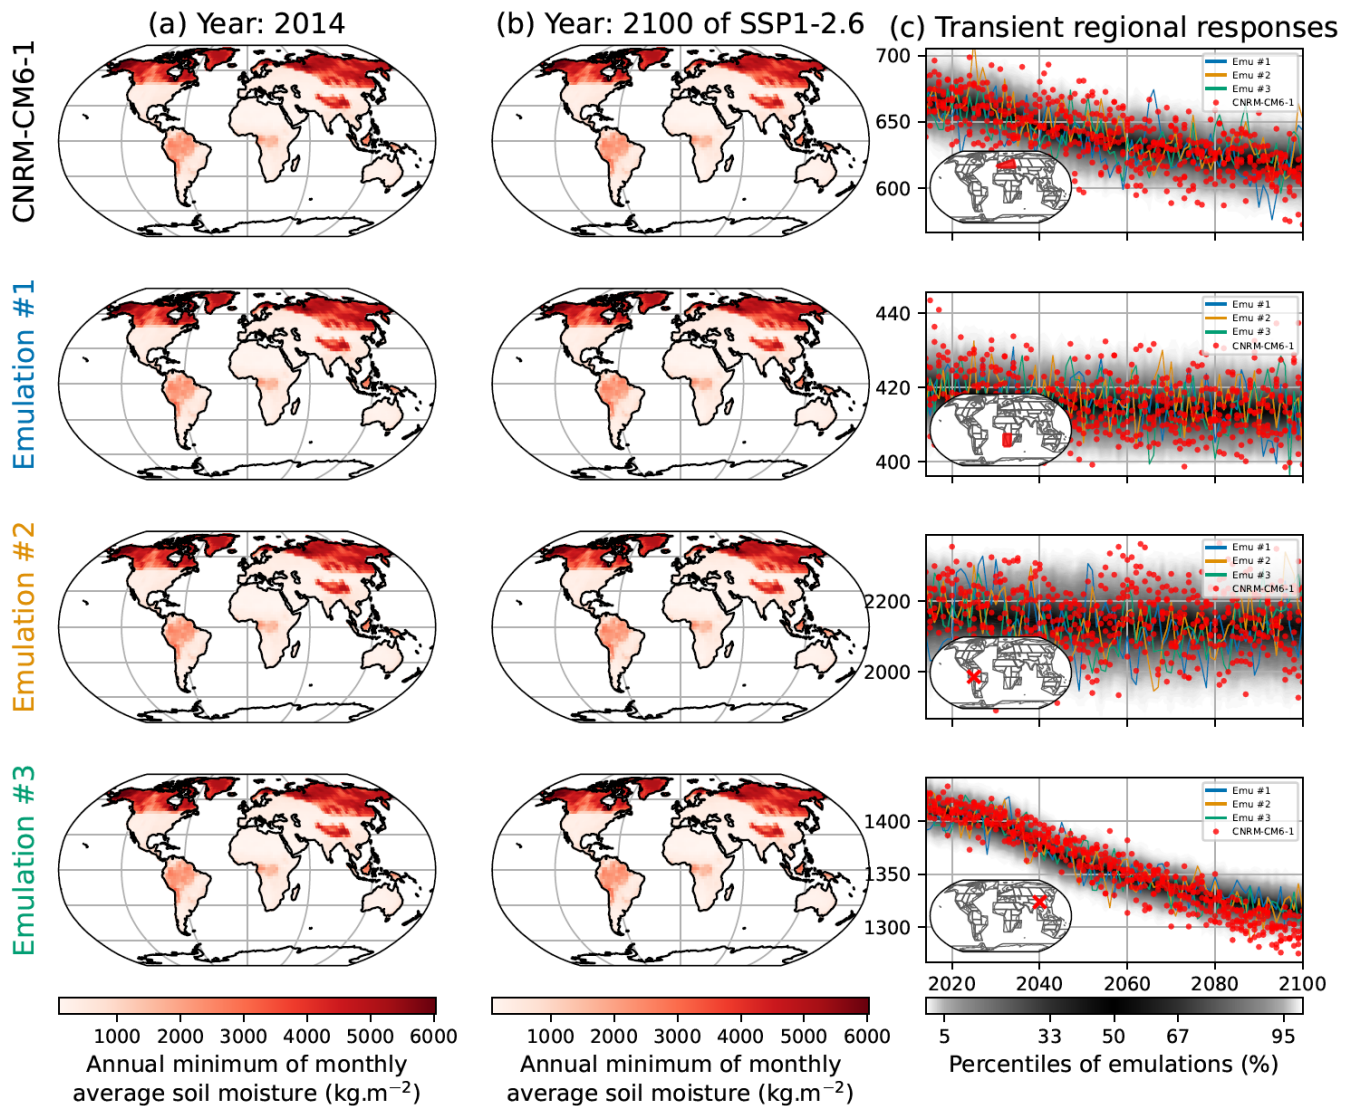 (a) Year: 2014
(b) Year: 2100 of SSP1-2.6
(c) Transient regional responses
CNRM-CM6-1
700
650
600
Emu #1
Emu #2
Emu #3
CNRM-CM6-1
Emulation #1
440
420
400
Emu #1
Emu #2
Emu #3
CNRM-CM6-1
Emulation #2
2200
2000
Emu #1
Emu #2
Emu #3
CNRM-CM6-1
Emulation #3
1400
1350
1300
Emu #1
Emu #2
Emu #3
CNRM-CM6-1
2020 2040 2060 2080 2100
1000 2000 3000 4000 5000 6000
Annual minimum of monthly
average soil moisture (kg.m⁻²)
1000 2000 3000 4000 5000 6000
Annual minimum of monthly
average soil moisture (kg.m⁻²)
5 33 50 67 95
Percentiles of emulations (%)